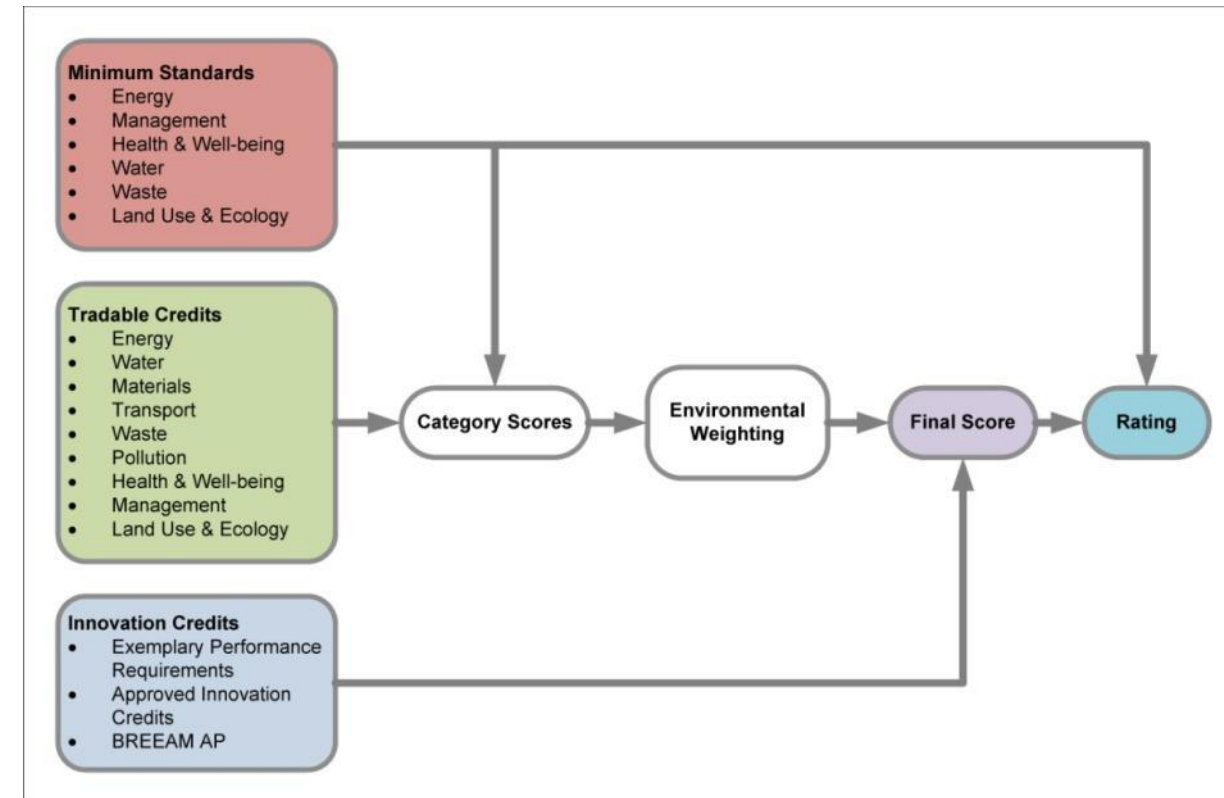 Minimum Standards
• Energy
• Management
• Health & Well-being
• Water
• Waste
• Land Use & Ecology
Tradable Credits
• Energy
• Water
• Materials
• Transport
• Waste
• Pollution
• Health & Well-being
• Management
• Land Use & Ecology
Innovation Credits
• Exemplary Performance
Requirements
• Approved Innovation
Credits
• BREEAM AP
Category Scores
Environmental
Weighting
Final Score
Rating